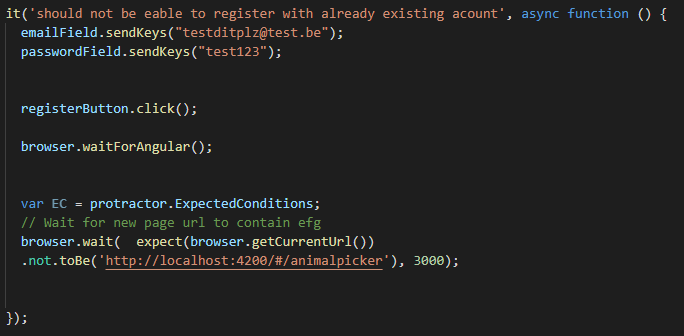 it('should not be eable to register with already existing acount', async function () {
emailField.sendKeys("testditplz@test.be");
passwordField.sendKeys("test123");
registerButton.click();
browser.waitForAngular();
var EC = protractor.ExpectedConditions;
// Wait for new page url to contain efg
browser.wait(  expect(browser.getCurrentUrl())
.not.toBe('http://localhost:4200/#/animalpicker'), 3000);
});